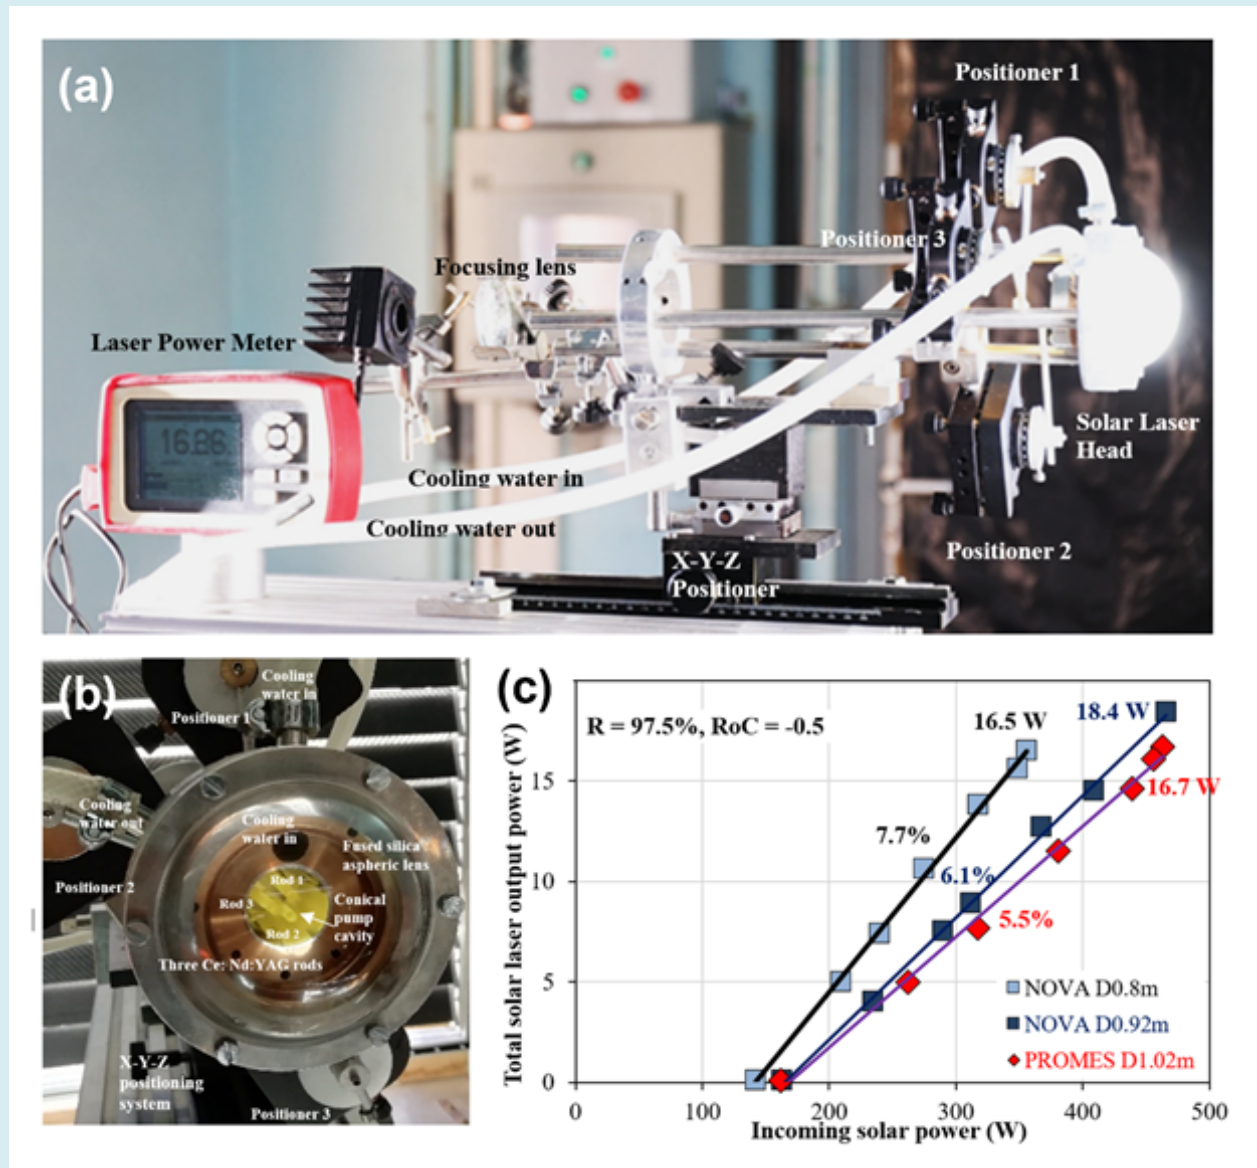 (a)
Positioner 1
Positioner 3
Focusing lens
Laser Power Meter
16.86
Solar Laser
Head
Cooling water in
Cooling water out
Positioner 2
X-Y-Z
Positioner
(b)
Cooling
water in
Positioner 1
Cooling
water out
Cooling
water in
Fused silica
aspheric lens
Positioner 2
Rod 1
Rod 3
Conical
pump
cavity
Rod 2
Three Ce: Nd:YAG rods
X-Y-Z
positioning
system
Positioner 3
(c)
Total solar laser output power (W)
R = 97.5%, RoC = -0.5
16.5 W
18.4 W
16.7 W
7.7%
6.1%
5.5%
NOVA D0.8m
NOVA D0.92m
PROMES D1.02m
15
10
5
0
0 100 200 300 400 500
Incoming solar power (W)